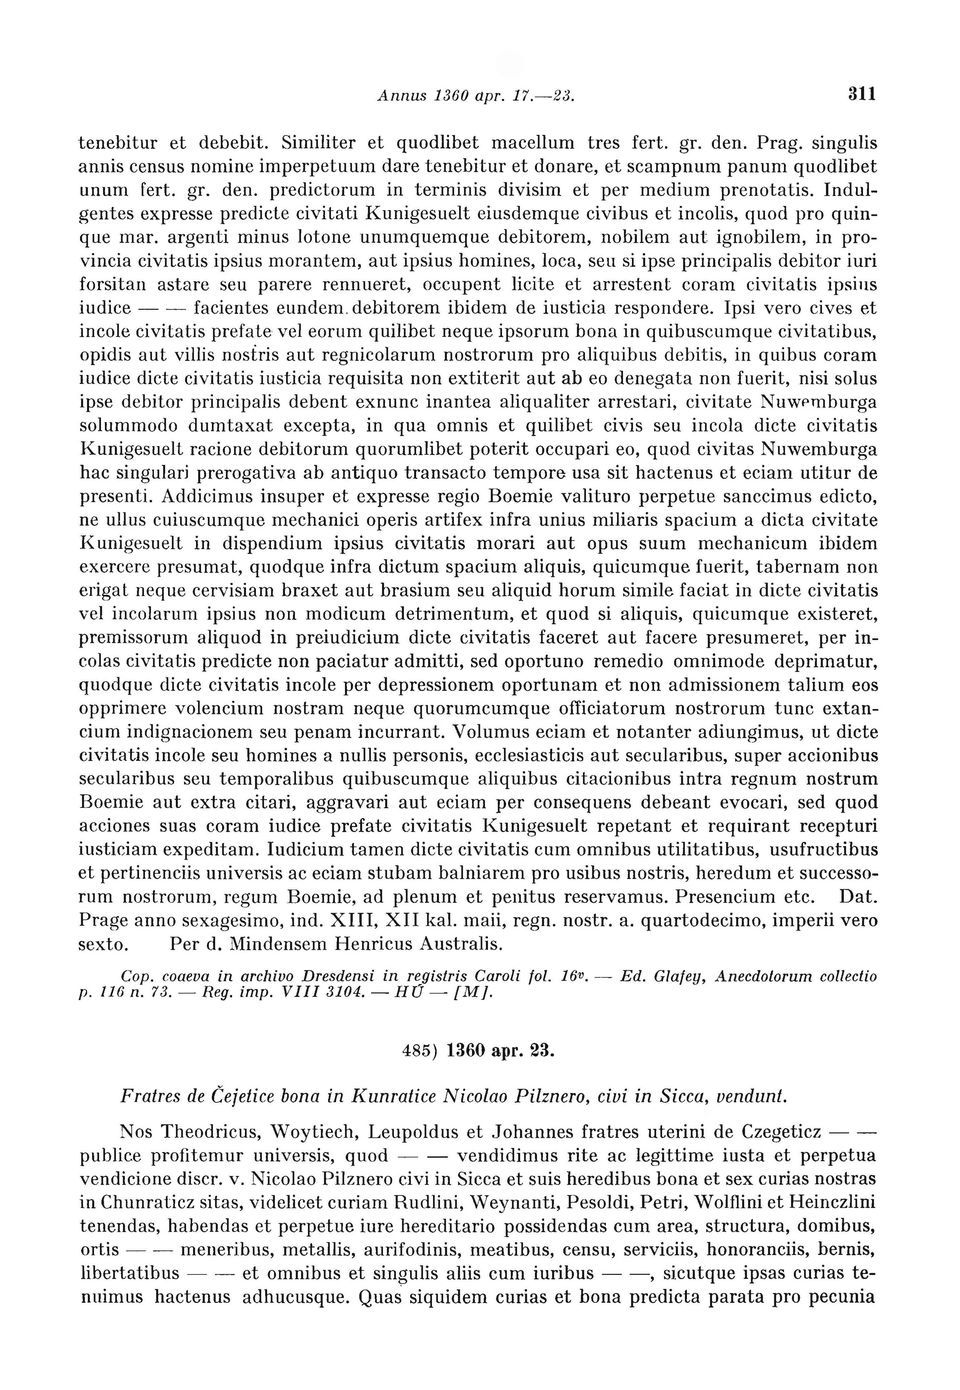 Annus 1360 apr. 17.—23. 311
tenebitur et debebit. Similiter et quodlibet macellum tres fert. gr. den. Prag. singulis
annis census nomine imperpetuum dare tenebitur et donare, et scampnum panum quodlibet
unum fert. gr. den. predictorum in terminis divisim et per medium prenotatis. Indul-
gentes expresse predicte civitati Kunigesuelt eiusdemque civibus et incolis, quod pro quin-
que mar. argenti minus lotone unumquemque debitorem, nobilem aut ignobilem, in pro-
vincia civitatis ipsius morantem, aut ipsius homines, loca, seu si ipse principalis debitor iuri
forsitan astare seu parere rennueret, occupent licite et arrestent coram civitatis ipsius
iudice — — facientes eundem debitorem ibidem de iusticia respondere. Ipsi vero cives et
incole civitatis prefate vel eorum quilibet neque ipsorum bona in quibuscumque civitatibus,
opidis aut villis nostris aut regnicolarum nostrorum pro aliquibus debitis, in quibus coram
iudice dicte civitatis iusticia requisita non extiterit aut ab eo denegata non fuerit, nisi solus
ipse debitor principalis debent exnunc inantea aliqualiter arrestari, civitate Nuwemburga
solummodo dumtaxat excepta, in qua omnis et quilibet civis seu incola dicte civitatis
Kunigesuelt racione debitorum quorumlibet poterit occupari eo, quod civitas Nuwemburga
hac singulari prerogativa ab antiquo transacto tempore usa sit hactenus et eciam utitur de
presenti. Addicimus insuper et expresse regio Boemie valituro perpetue sanccimus edicto,
ne ullus cuiuscumque mechanici operis artifex infra unius miliaris spacium a dicta civitate
Kunigesuelt in dispendium ipsius civitatis morari aut opus suum mechanicum ibidem
exercere presumat, quodque infra dictum spacium aliquis, quicumque fuerit, tabernam non
erigat neque cervisiam braxet aut brasium seu aliquid horum simile faciat in dicte civitatis
vel incolarum ipsius non modicum detrimentum, et quod si aliquis, quicumque existeret,
premissorum aliquod in preiudicium dicte civitatis faceret aut facere presumeret, per in-
colas civitatis predicte non paciatur admitti, sed oportuno remedio omnimode deprimatur,
quodque dicte civitatis incole per depressionem oportunam et non admissionem talium eos
opprimere volencium nostram neque quorumcumque officiatorum nostrorum tunc extan-
cium indignacionem seu penam incurrant. Volumus eciam et notanter adiungimus, ut dicte
civitatis incole seu homines a nullis personis, ecclesiasticis aut secularibus, super accionibus
secularibus seu temporalibus quibuscumque aliquibus citacionibus intra regnum nostrum
Boemie aut extra citari, aggravari aut eciam per consequens debeant evocari, sed quod
acciones suas coram iudice prefate civitatis Kunigesuelt repetant et requirant recepturi
iusticiam expeditam. Iudicium tamen dicte civitatis cum omnibus utilitatibus, usufructibus
et pertinenciis universis ac eciam stubam balniarem pro usibus nostris, heredum et successo-
rum nostrorum, regum Boemie, ad plenum et penitus reservamus. Presencium etc. Dat.
Prage anno sexagesimo, ind. XIII, XII kal. maii, regn. nostr. a. quartodecimo, imperii vero
sexto. Per d. Mindensem Henricus Australis.
Cop. coaeva in archivo Dresdensi in registris Caroli fol. 16v. — Ed. Glafey, Anecdotorum collectio
p. 116 n. 73. — Reg. imp. VIII 3104. — HÚ — [M].
485) 1360 apr. 23.
Fratres de Čejetice bona in Kunratice Nicolao Pilznero, civi in Sicca, vendunt.
Nos Theodricus, Woytiech, Leupoldus et Johannes fratres uterini de Czegeticz — —
publice profitemur universis, quod — — vendidimus rite ac legittime iusta et perpetua
vendicione discr. v. Nicolao Pilznero civi in Sicca et suis heredibus bona et sex curias nostras
in Chunraticz sitas, videlicet curiam Rudlini, Weynanti, Pesoldi, Petri, Wolflini et Heinczlini
tenendas, habendas et perpetue iure hereditario possidendas cum area, structura, domibus,
ortis — — meneribus, metallis, aurifodinis, meatibus, censu, serviciis, honoranciis, bernis,
libertatibus — — et omnibus et singulis aliis cum iuribus — —, sicutque ipsas curias te-
nuimus hactenus adhucusque. Quas siquidem curias et bona predicta parata pro pecunia